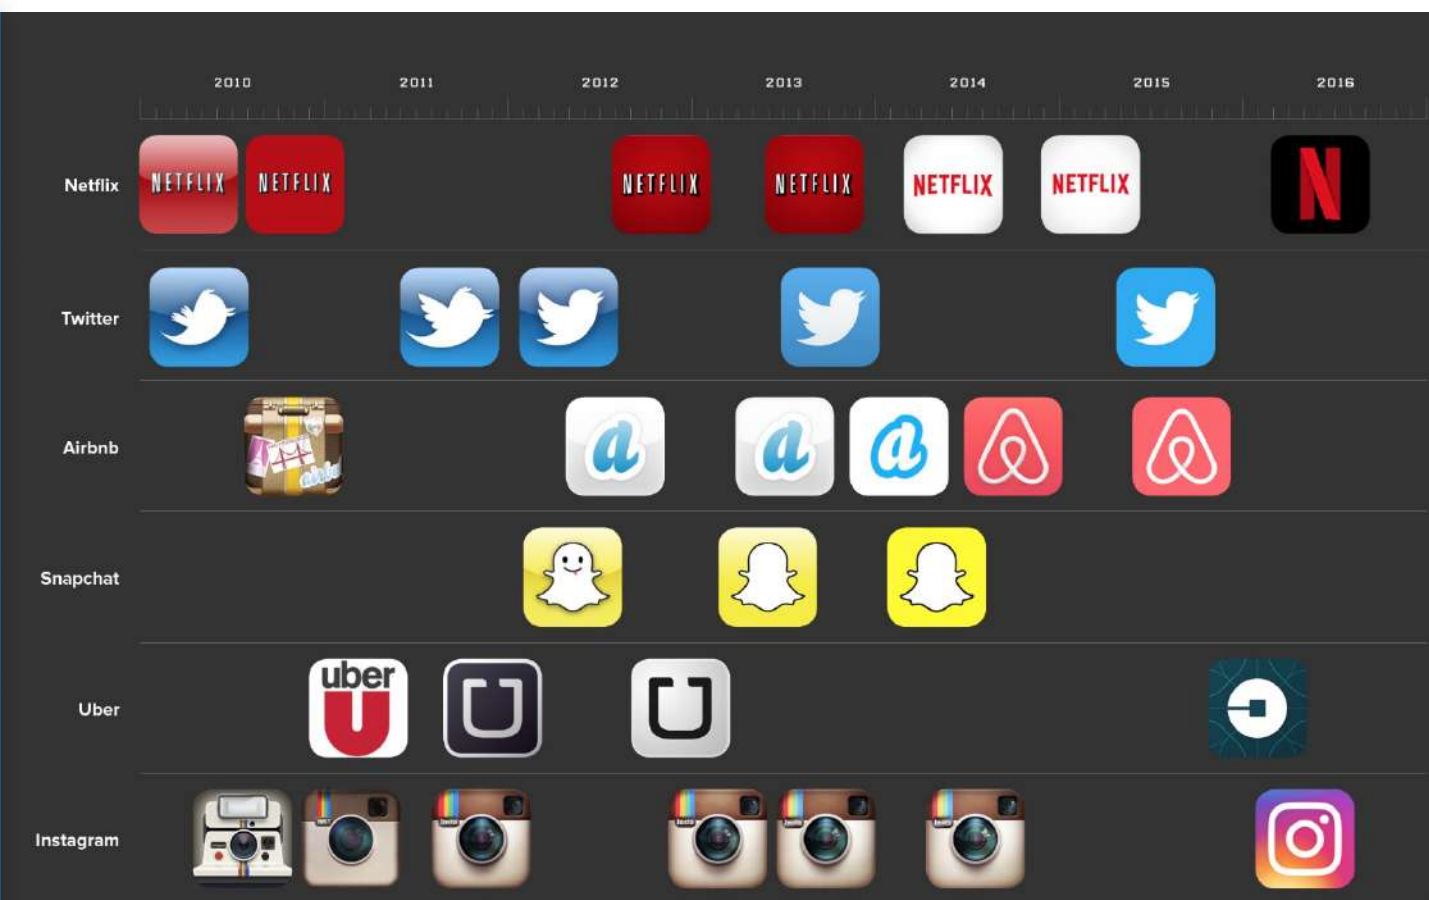 2010 2011 2012 2013 2014 2015 2016
Netflix
NETFLIX NETFLIX NETFLIX NETFLIX NETFLIX NETFLIX N
Twitter
Airbnb
airbnb
a a a
Snapchat
Uber
uber
U U U
Instagram